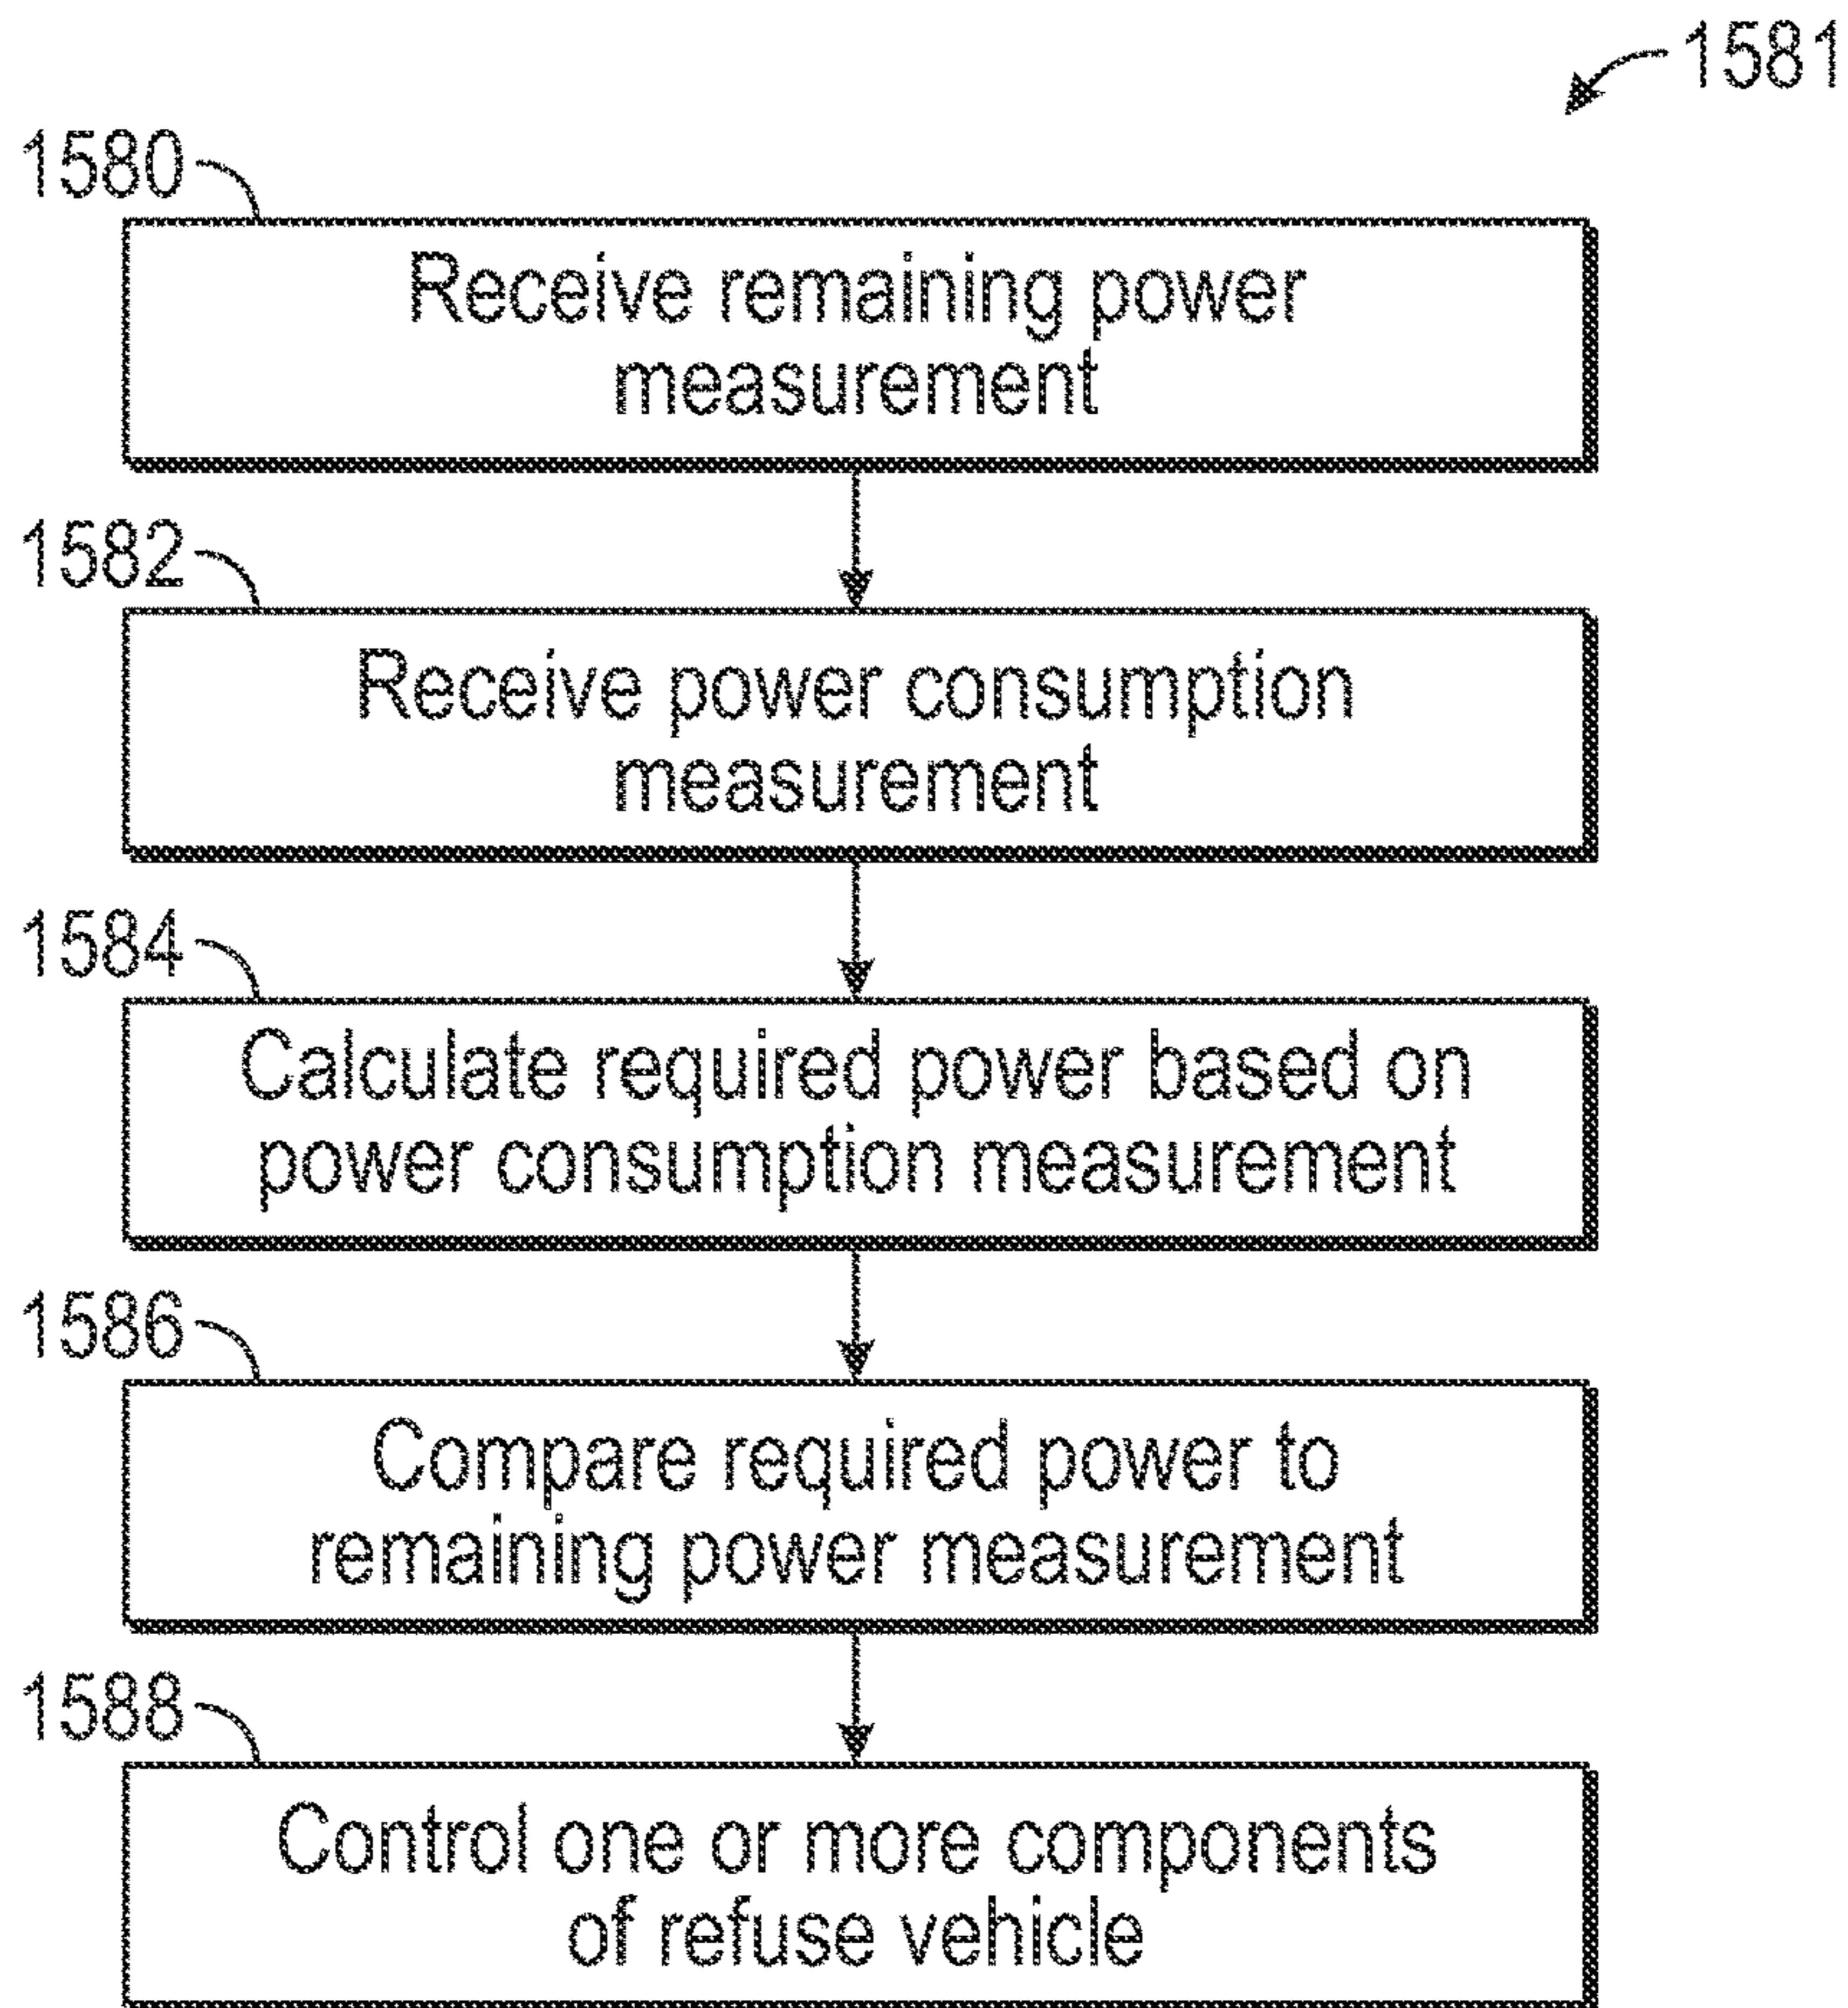 1581
1580
Receive remaining power
measurement
1582
Receive power consumption
measurement
1584
Calculate required power based on
power consumption measurement
1586
Compare required power to
remaining power measurement
1588
Control one or more components
of refuse vehicle